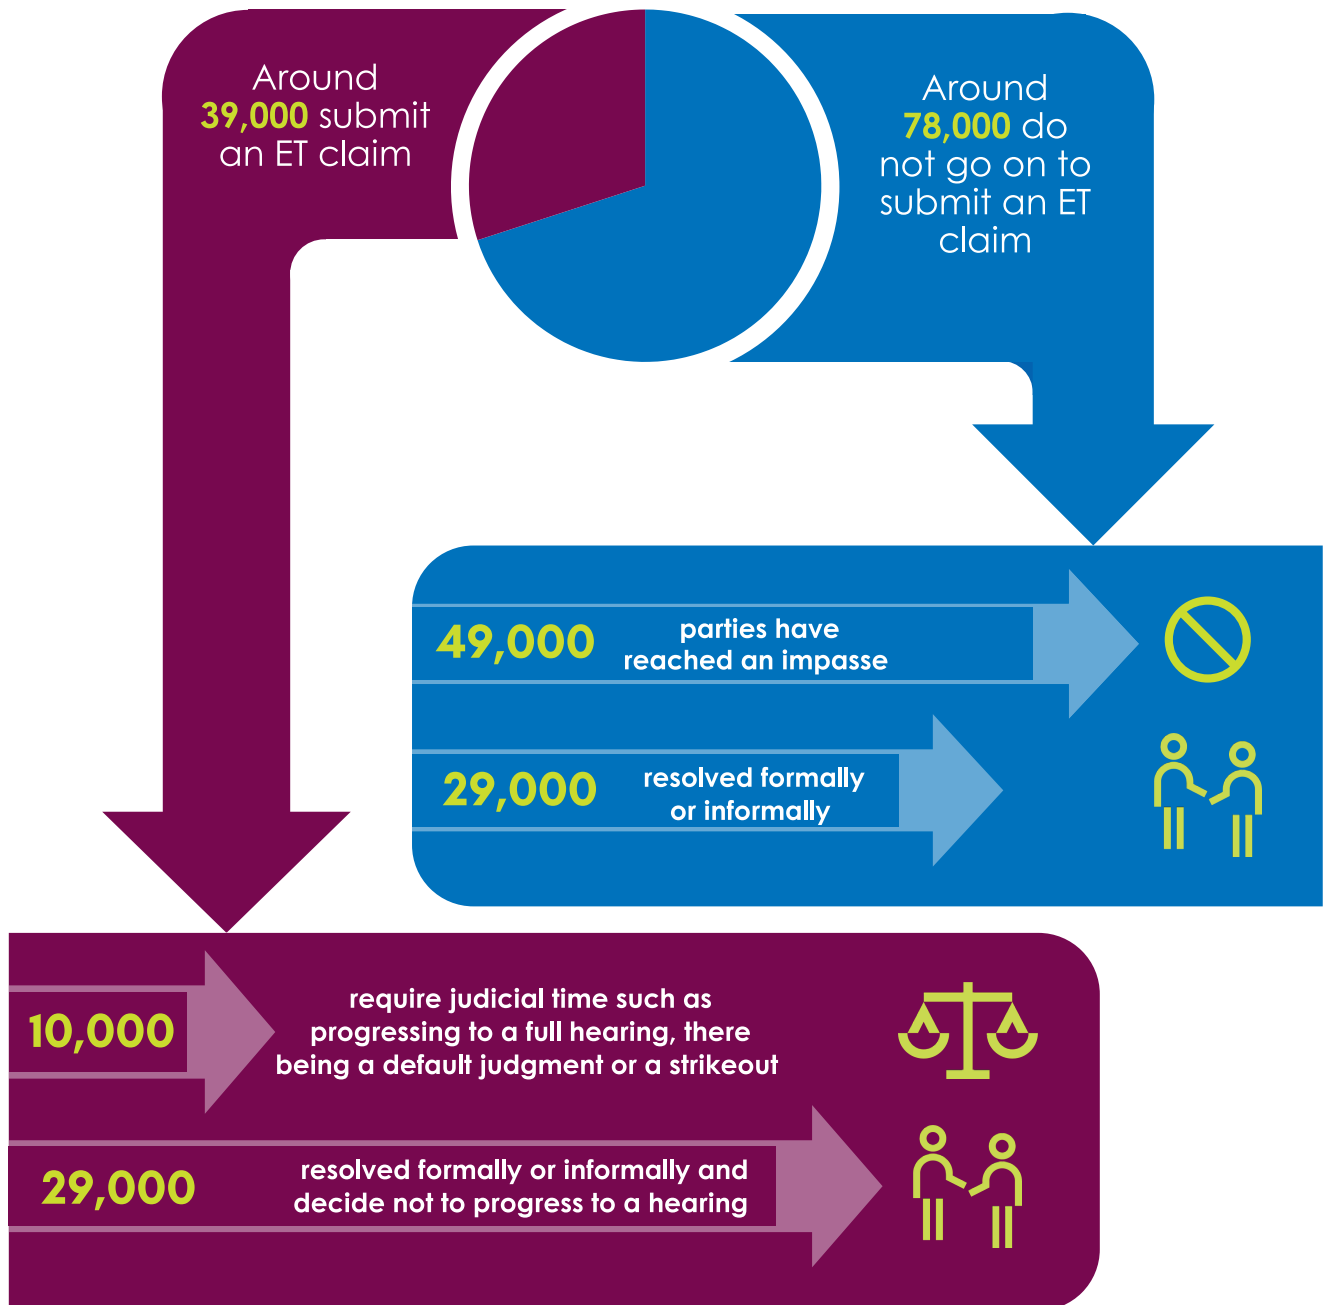 Around
39,000 submit
an ET claim
Around
78,000 do
not go on to
submit an ET
claim
49,000
parties have
reached an impasse
29,000
resolved formally
or informally
10,000
require judicial time such as
progressing to a full hearing, there
being a default judgment or a strikeout
29,000
resolved formally or informally and
decide not to progress to a hearing